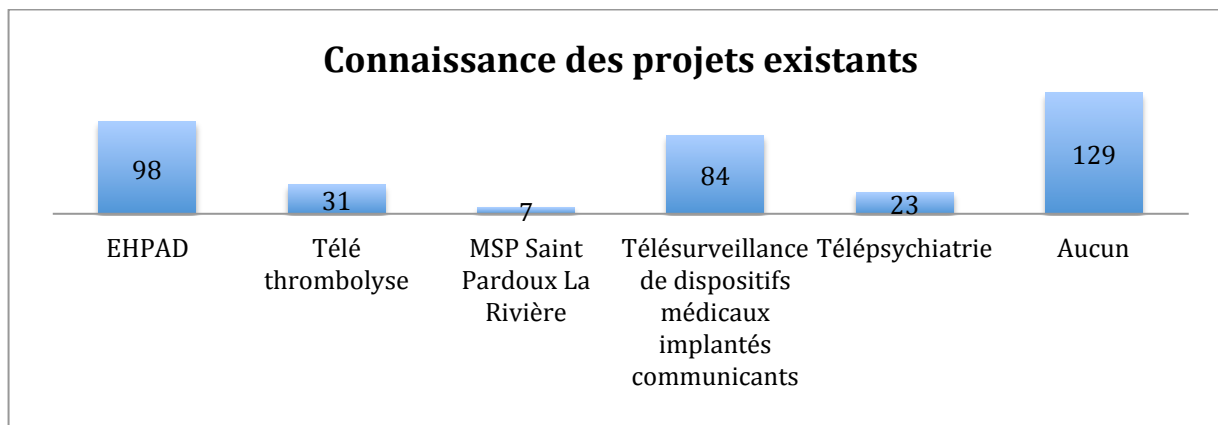 Connaissance des projets existants
98
31
7
84
23
129
EHPAD
Télé
thrombolyse
MSP Saint
Pardoux La
Rivière
Télésurveillance
de dispositifs
médicaux
implantés
communicants
Télépsychiatrie
Aucun